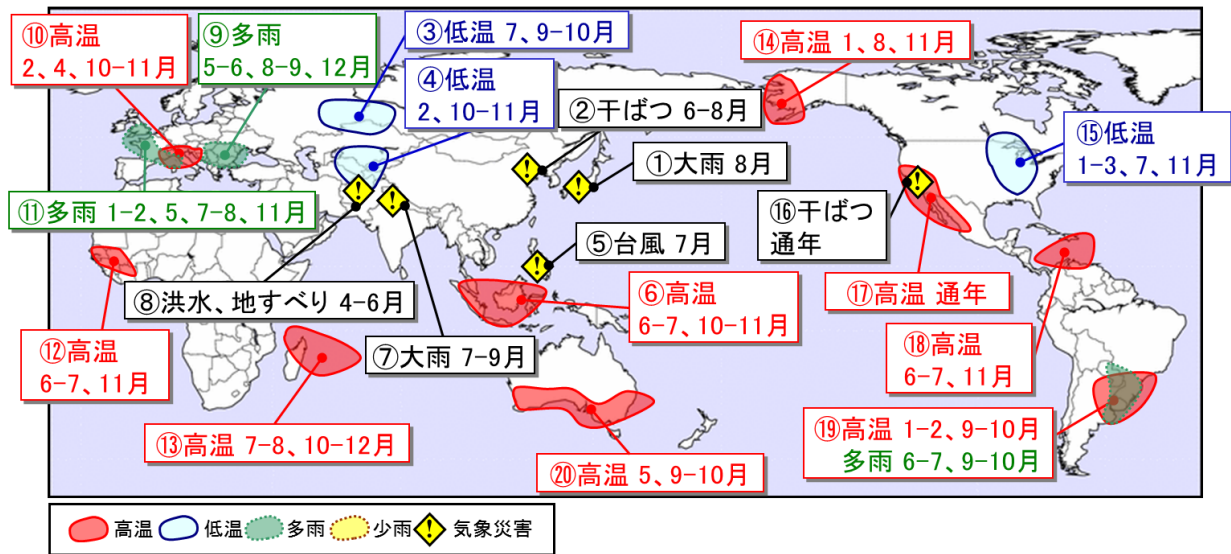 ⑩高温
2、4、10-11月
⑨多雨
5-6、8-9、12月
③低温 7、9-10月
④低温
2、10-11月
②干ばつ 6-8月
①大雨 8月
⑭高温 1、8、11月
⑮低温
1-3、7、11月
⑪多雨 1-2、5、7-8、11月
⑯干ばつ
通年
⑤台風 7月
⑧洪水、地すべり 4-6月
⑥高温
6-7、10-11月
⑰高温 通年
⑫高温
6-7、11月
⑦大雨 7-9月
⑱高温
6-7、11月
⑬高温 7-8、10-12月
⑲高温 1-2、9-10月
多雨 6-7、9-10月
⑳高温 5、9-10月
高温 低温 多雨 少雨 気象災害